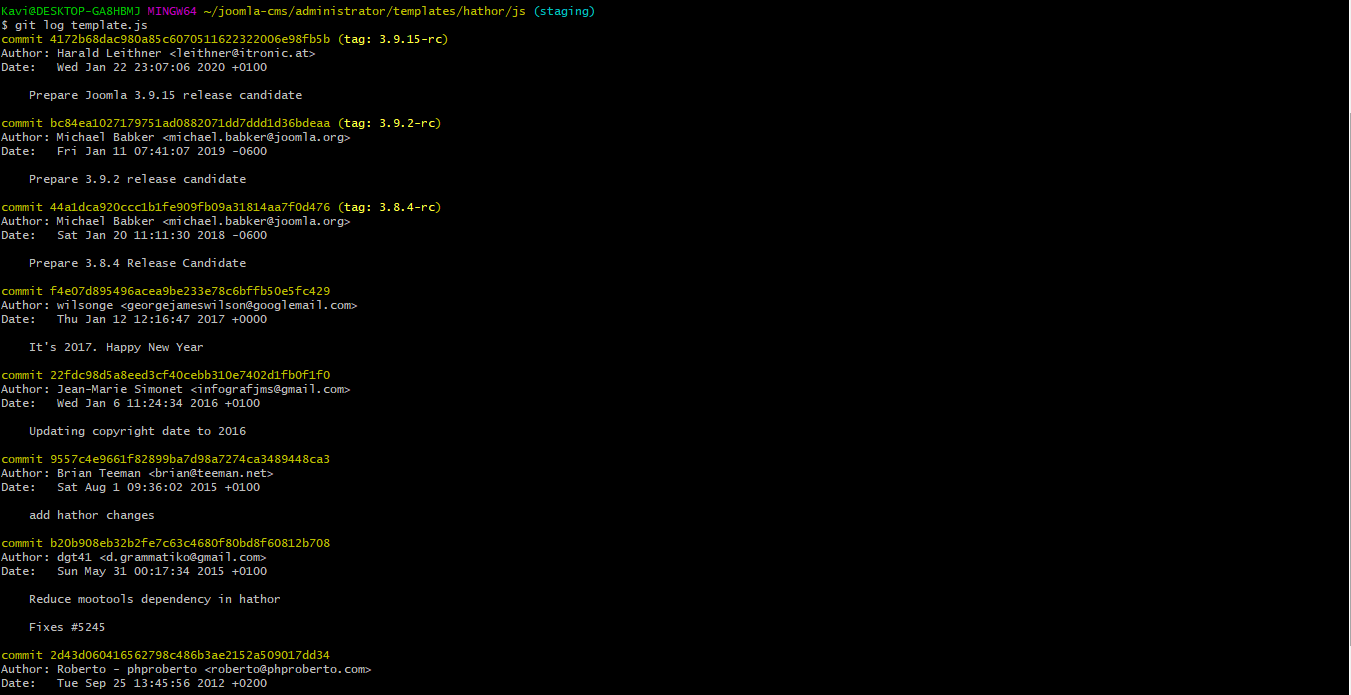 Kavi@DESKTOP-GA8HBMJ MINGW64 ~/joomla-cms/administrator/templates/hathor/js (staging)
$ git log template.js
commit 4172b68dac980a85c6070511622322006e98fb5b (tag: 3.9.15-rc)
Author: Harald Leithner <leithner@itronic.at>
Date:   Wed Jan 22 23:07:06 2020 +0100
    Prepare Joomla 3.9.15 release candidate
commit bc84ea1027179751ad0882071dd7ddd1d36bdeaa (tag: 3.9.2-rc)
Author: Michael Babker <michael.babker@joomla.org>
Date:   Fri Jan 11 07:41:07 2019 -0600
    Prepare 3.9.2 release candidate
commit 44a1dca920ccc1b1fe909fb09a31814aa7f0d476 (tag: 3.8.4-rc)
Author: Michael Babker <michael.babker@joomla.org>
Date:   Sat Jan 20 11:11:30 2018 -0600
    Prepare 3.8.4 Release Candidate
commit f4e07d895496acea9be233e78c6bffb50e5fc429
Author: wilsonge <georgejameswilson@googlemail.com>
Date:   Thu Jan 12 12:16:47 2017 +0000
    It's 2017. Happy New Year
commit 22fdc98d5a8eed3cf40cebb310e7402d1fb0f1f0
Author: Jean-Marie Simonet <infografjms@gmail.com>
Date:   Wed Jan 6 11:24:34 2016 +0100
    Updating copyright date to 2016
commit 9557c4e9661f82899ba7d98a7274ca3489448ca3
Author: Brian Teeman <brian@teeman.net>
Date:   Sat Aug 1 09:36:02 2015 +0100
    add hathor changes
commit b20b908eb32b2fe7c63c4680f80bd8f60812b708
Author: dgt41 <d.grammatiko@gmail.com>
Date:   Sun May 31 00:17:34 2015 +0100
    Reduce mootools dependency in hathor
    Fixes #5245
commit 2d43d060416562798c486b3ae2152a509017dd34
Author: Roberto - phproberto <roberto@phproberto.com>
Date:   Tue Sep 25 13:45:56 2012 +0200